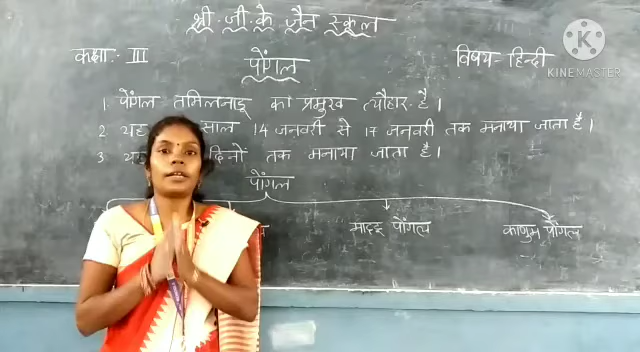 श्री. जी. के. जैन स्कूल
कक्षा. III
विषय- हिन्दी
पोंगल
1. पोंगल तमिलनाडू का प्रमुख त्यौहार है।
2 यह साल 14 जनवरी से 17 जनवरी तक मनाया जाता है।
3 दिनों तक मनाया जाता है।
पोंगल
माटटु पोंगल
काणुम पोंगल
KINEMASTER